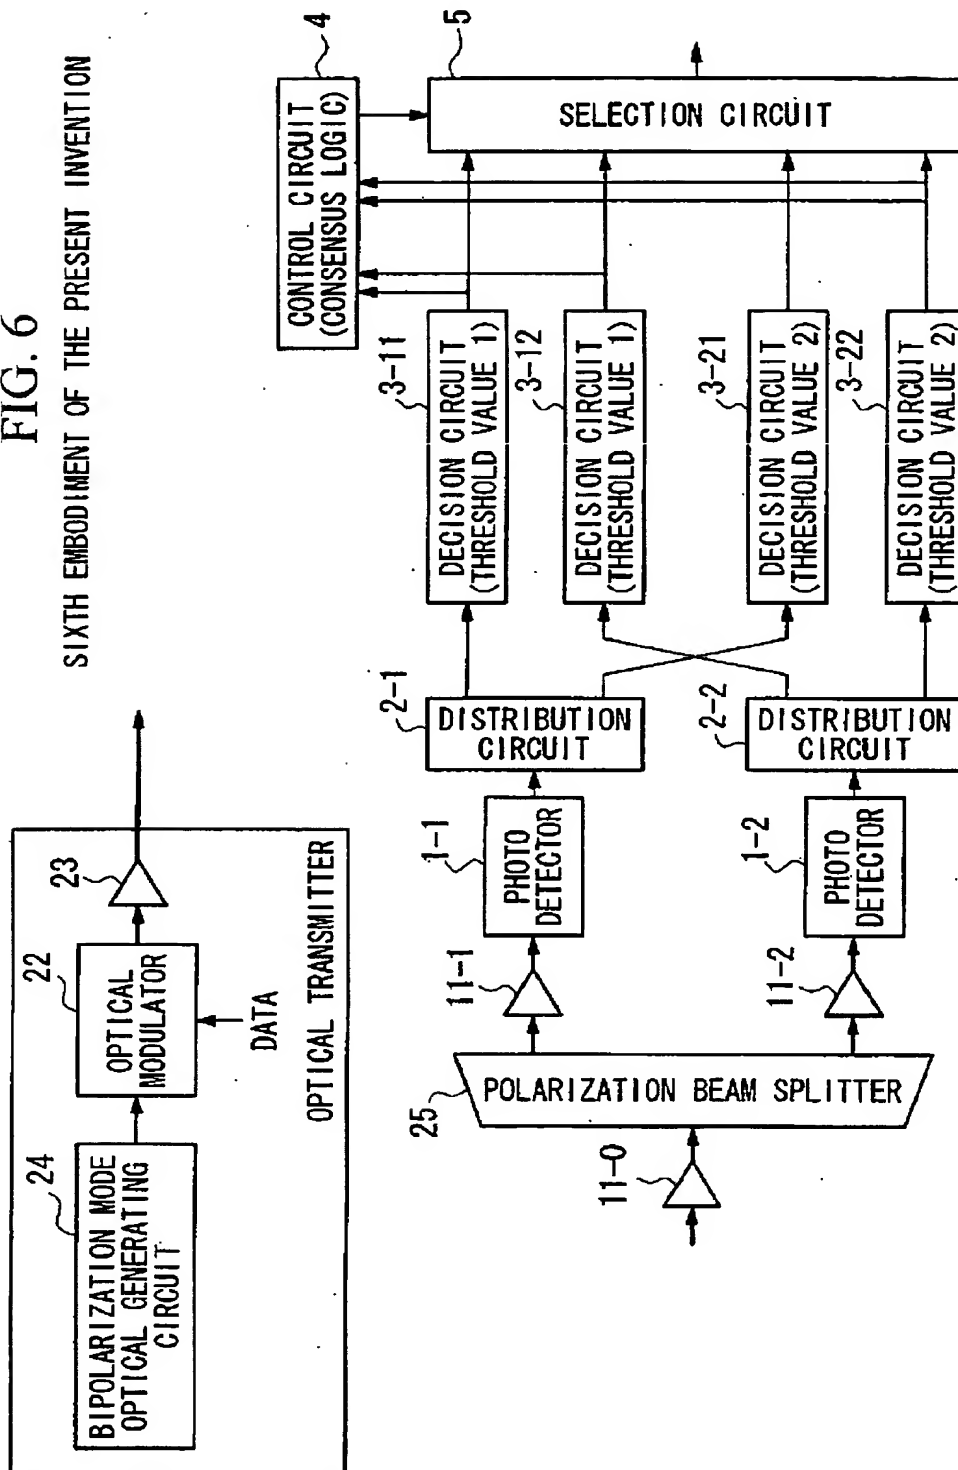 FIG. 6
SIXTH EMBODIMENT OF THE PRESENT INVENTION
24
BIPOLARIZATION MODE
OPTICAL GENERATING
CIRCUIT
22
OPTICAL
MODULATOR
DATA
23
OPTICAL TRANSMITTER
11-0
25
POLARIZATION BEAM SPLITTER
11-1
11-2
1-1
PHOTO
DETECTOR
1-2
PHOTO
DETECTOR
2-1
DISTRIBUTION
CIRCUIT
2-2
DISTRIBUTION
CIRCUIT
3-11
DECISION CIRCUIT
(THRESHOLD VALUE 1)
3-12
DECISION CIRCUIT
(THRESHOLD VALUE 1)
3-21
DECISION CIRCUIT
(THRESHOLD VALUE 2)
3-22
DECISION CIRCUIT
(THRESHOLD VALUE 2)
4
CONTROL CIRCUIT
(CONSENSUS LOGIC)
5
SELECTION CIRCUIT